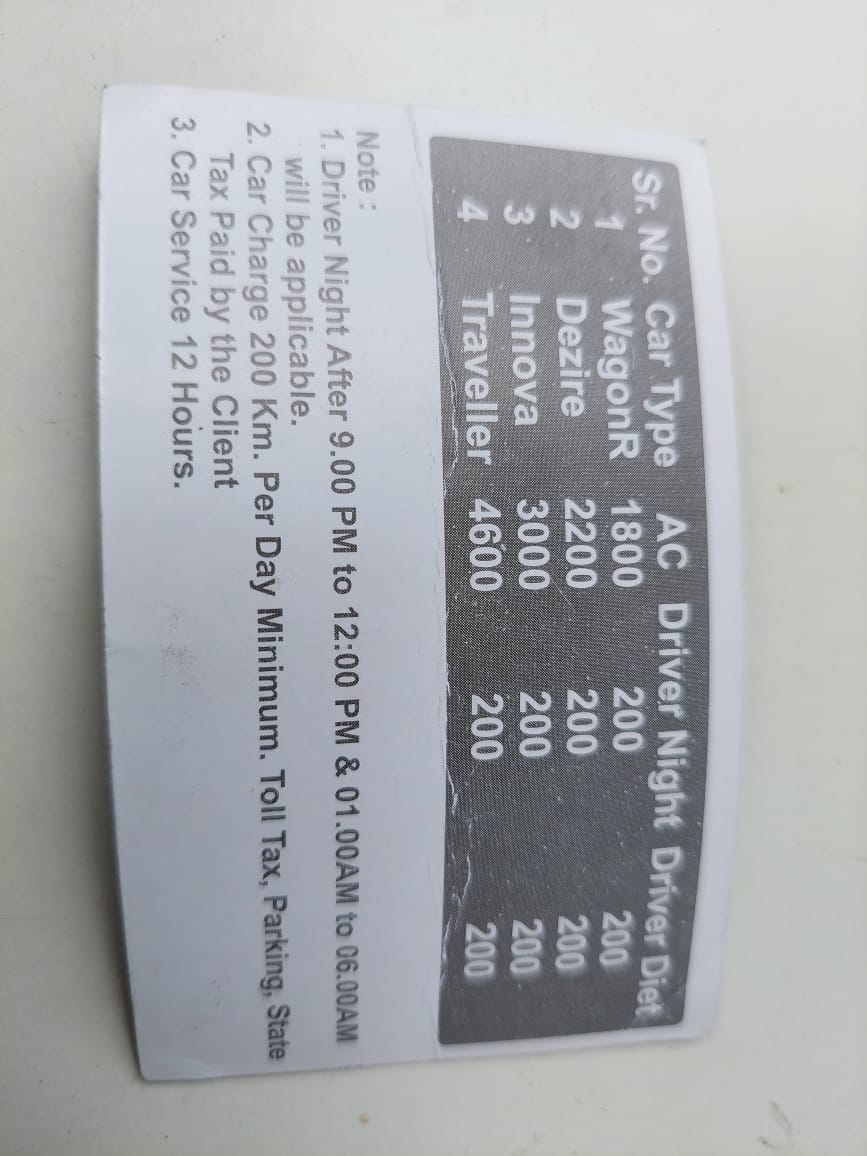 Sr. No. Car Type AC Driver Night Driver Diet
1 WagonR 1800 200 200
2 Dezire 2200 200 200
3 Innova 3000 200 200
4 Traveller 4600 200 200
Note :
1. Driver Night After 9.00 PM to 12:00 PM & 01.00AM to 06.00AM
will be applicable.
2. Car Charge 200 Km. Per Day Minimum. Toll Tax, Parking, State
Tax Paid by the Client
3. Car Service 12 Hours.